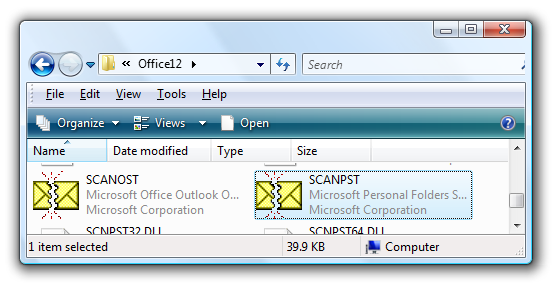 « Office12
Search
File Edit View Tools Help
Organize Views Open
Name Date modified Type Size
SCANOST
Microsoft Office Outlook O...
Microsoft Corporation
SCANPST
Microsoft Personal Folders S...
Microsoft Corporation
SCNPST32.DLL
SCNPST64.DLL
1 item selected 39.9 KB Computer